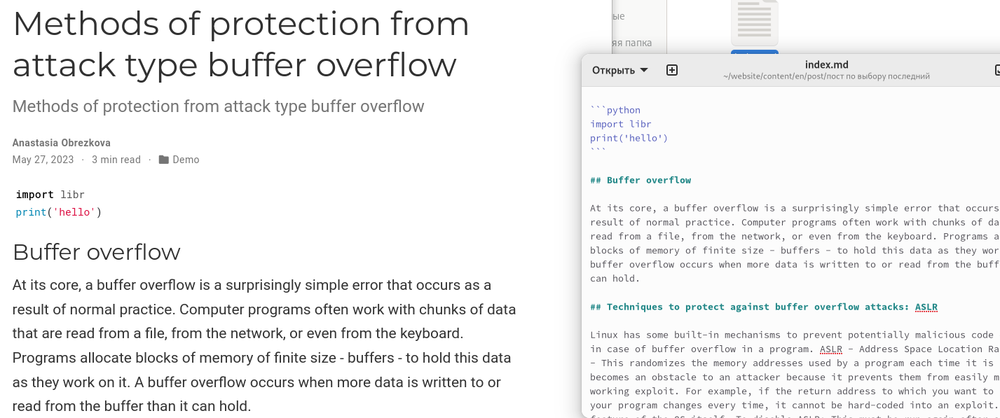 Methods of protection from
attack type buffer overflow
Methods of protection from attack type buffer overflow
Anastasia Obrezkova
May 27, 2023 · 3 min read · Demo
import libr
print('hello')
Buffer overflow
At its core, a buffer overflow is a surprisingly simple error that occurs as a
result of normal practice. Computer programs often work with chunks of data
that are read from a file, from the network, or even from the keyboard.
Programs allocate blocks of memory of finite size - buffers - to hold this data
as they work on it. A buffer overflow occurs when more data is written to or
read from the buffer than it can hold.
ые
яя папка
Открыть
index.md
~/website/content/en/post/пост по выбору последний
```python
import libr
print('hello')
```
## Buffer overflow
At its core, a buffer overflow is a surprisingly simple error that occurs
result of normal practice. Computer programs often work with chunks of da
read from a file, from the network, or even from the keyboard. Programs a
blocks of memory of finite size - buffers - to hold this data as they wor
buffer overflow occurs when more data is written to or read from the buff
can hold.
## Techniques to protect against buffer overflow attacks: ASLR
Linux has some built-in mechanisms to prevent potentially malicious code
in case of buffer overflow in a program. ASLR - Address Space Location Ra
- This randomizes the memory addresses used by a program each time it is
becomes an obstacle to an attacker because it prevents them from easily m
working exploit. For example, if the return address to which you want to
your program changes every time, it cannot be hard-coded into an exploit.